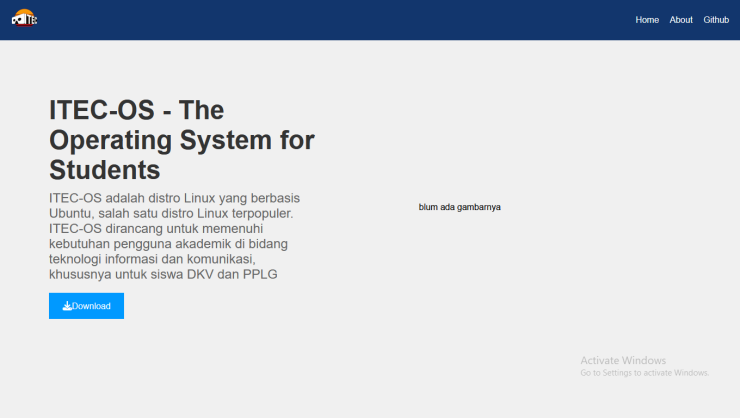 ITEC
Home About Github
ITEC-OS - The
Operating System for
Students
ITEC-OS adalah distro Linux yang berbasis
Ubuntu, salah satu distro Linux terpopuler.
ITEC-OS dirancang untuk memenuhi
kebutuhan pengguna akademik di bidang
teknologi informasi dan komunikasi,
khususnya untuk siswa DKV dan PPLG
Download
blum ada gambarnya
Activate Windows
Go to Settings to activate Windows.